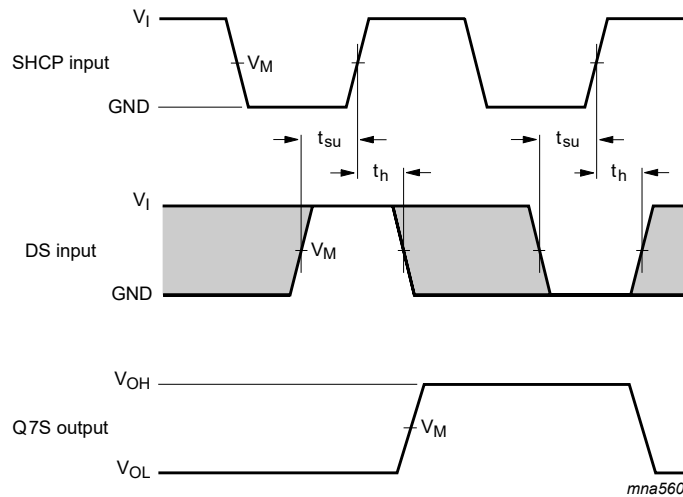 V_I
SHCP input
V_M
GND
t_su
t_su
t_h
t_h
V_I
DS input
V_M
GND
V_OH
Q7S output
V_M
V_OL
mna560